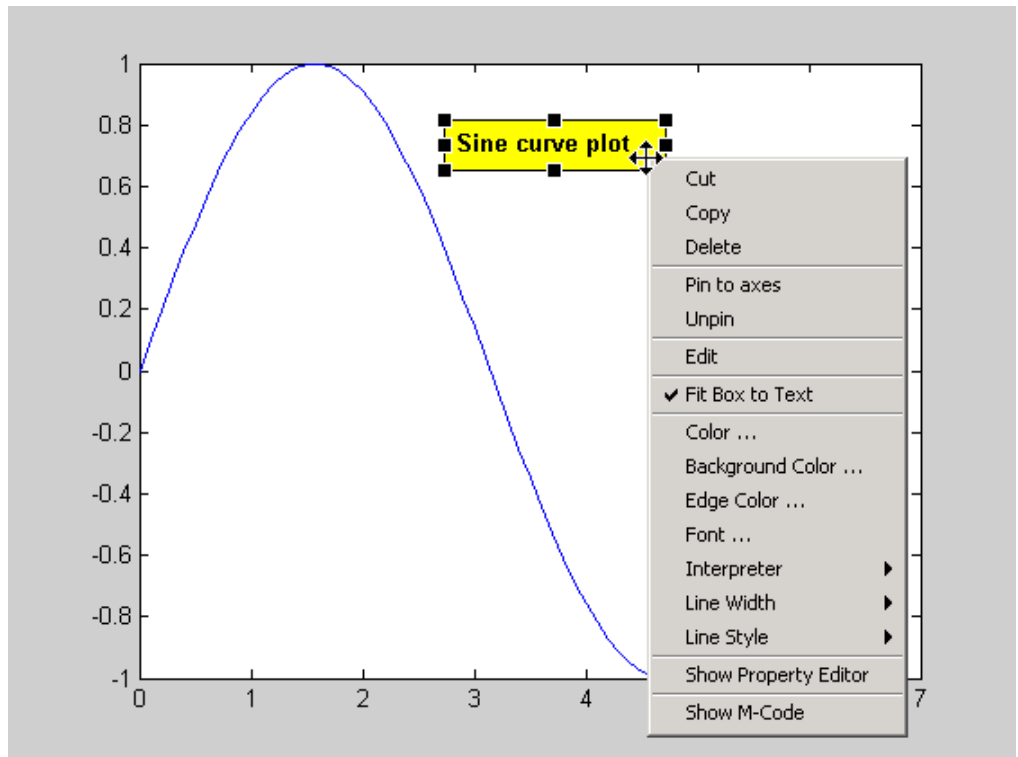 1
0.8
0.6
0.4
0.2
0
-0.2
-0.4
-0.6
-0.8
-1
0 1 2 3 4 7
Sine curve plot
Cut
Copy
Delete
Pin to axes
Unpin
Edit
Fit Box to Text
Color ...
Background Color ...
Edge Color ...
Font ...
Interpreter
Line Width
Line Style
Show Property Editor
Show M-Code